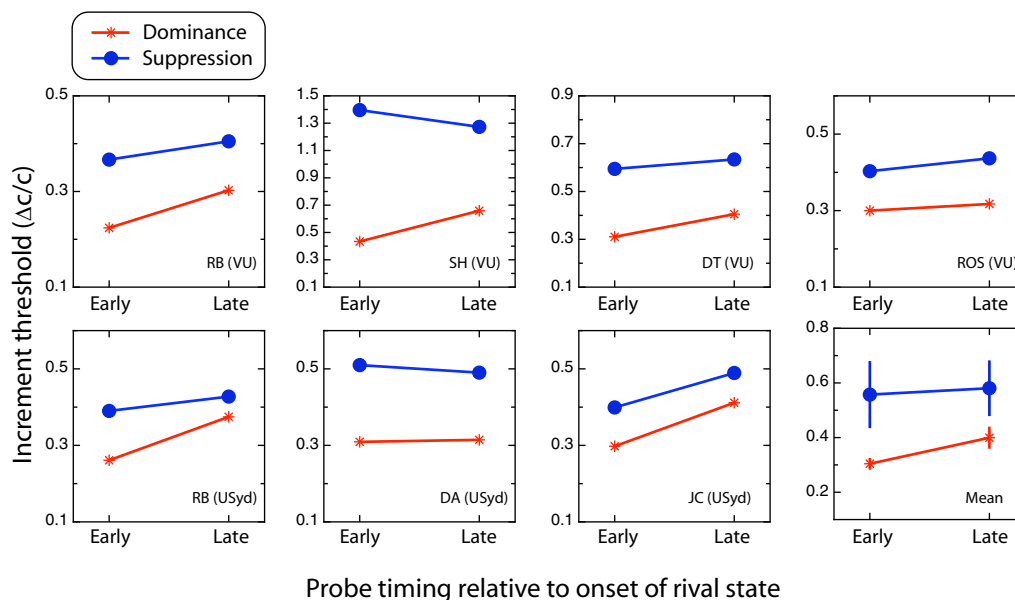 Dominance
Suppression
Increment threshold (Δc/c)
0.5
0.3
0.1
RB (VU)
Early Late
1.5
1.3
1.1
0.9
0.7
0.5
0.3
0.1
SH (VU)
Early Late
0.9
0.7
0.5
0.3
0.1
DT (VU)
Early Late
0.5
0.3
0.1
ROS (VU)
Early Late
0.5
0.3
0.1
RB (USyd)
Early Late
0.5
0.3
0.1
DA (USyd)
Early Late
0.5
0.3
0.1
JC (USyd)
Early Late
0.8
0.6
0.4
0.2
Mean
Early Late
Probe timing relative to onset of rival state